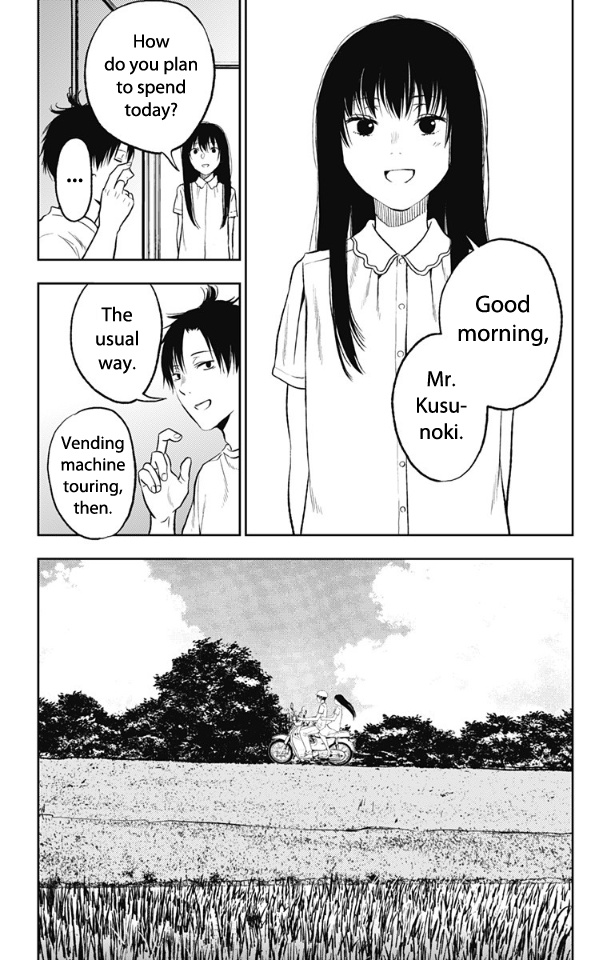 Good
morning,
Mr.
Kusu-
noki.
How
do you plan
to spend
today?
...
The
usual
way.
Vending
machine
touring,
then.